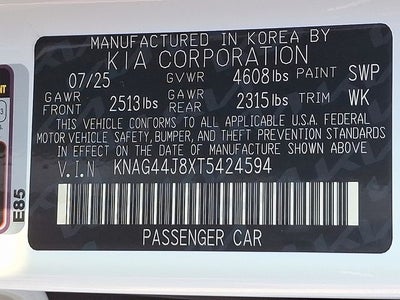 MANUFACTURED IN KOREA BY
KIA CORPORATION
07/25 GVWR 4608lbs PAINT SWP
GAWR FRONT 2513lbs GAWR REAR 2315lbs TRIM WK
THIS VEHICLE CONFORMS TO ALL APPLICABLE U.S.A. FEDERAL
MOTOR VEHICLE SAFETY, BUMPER, AND THEFT PREVENTION STANDARDS
IN EFFECT ON THE DATE OF MANUFACTURE SHOWN ABOVE
V.I.N KNAG44J8XT5424594
PASSENGER CAR
E85